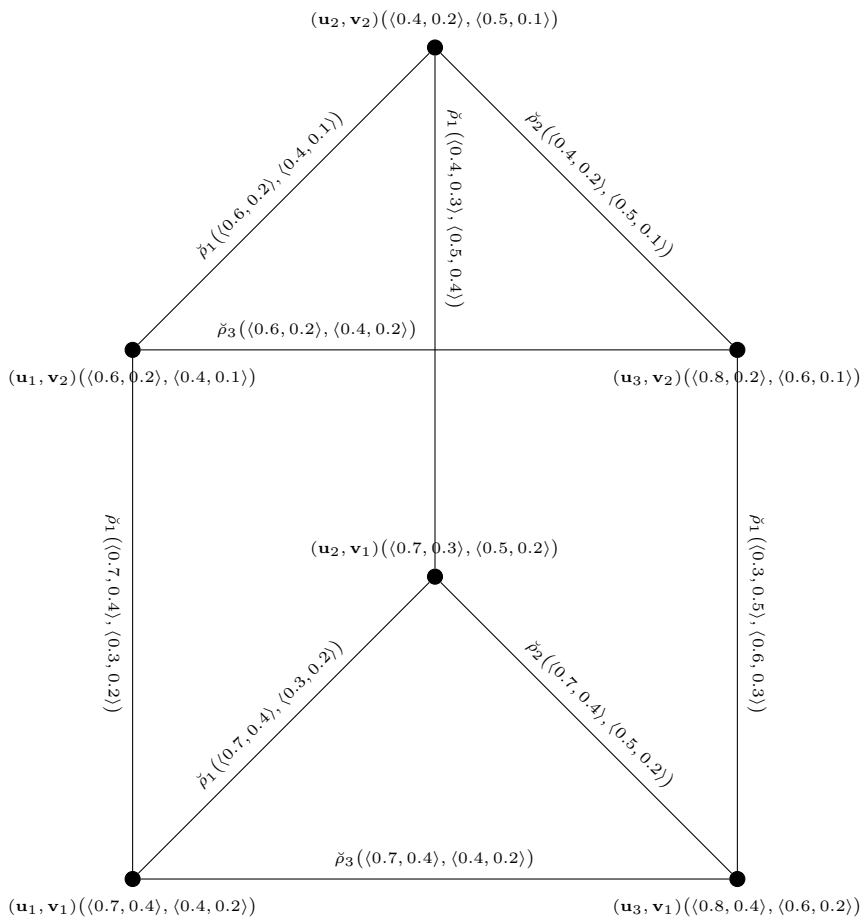 (u₂, v₂)(⟨0.4, 0.2⟩, ⟨0.5, 0.1⟩)
ρ̆₁(⟨0.6, 0.2⟩, ⟨0.4, 0.1⟩)
ρ̆₁(⟨0.4, 0.3⟩, ⟨0.5, 0.4⟩)
ρ̆₂(⟨0.4, 0.2⟩, ⟨0.5, 0.1⟩)
ρ̆₃(⟨0.6, 0.2⟩, ⟨0.4, 0.2⟩)
(u₁, v₂)(⟨0.6, 0.2⟩, ⟨0.4, 0.1⟩)
(u₃, v₂)(⟨0.8, 0.2⟩, ⟨0.6, 0.1⟩)
ρ̆₁(⟨0.7, 0.4⟩, ⟨0.3, 0.2⟩)
(u₂, v₁)(⟨0.7, 0.3⟩, ⟨0.5, 0.2⟩)
ρ̆₁(⟨0.3, 0.5⟩, ⟨0.6, 0.3⟩)
ρ̆₁(⟨0.7, 0.4⟩, ⟨0.3, 0.2⟩)
ρ̆₂(⟨0.7, 0.4⟩, ⟨0.5, 0.2⟩)
ρ̆₃(⟨0.7, 0.4⟩, ⟨0.4, 0.2⟩)
(u₁, v₁)(⟨0.7, 0.4⟩, ⟨0.4, 0.2⟩)
(u₃, v₁)(⟨0.8, 0.4⟩, ⟨0.6, 0.2⟩)